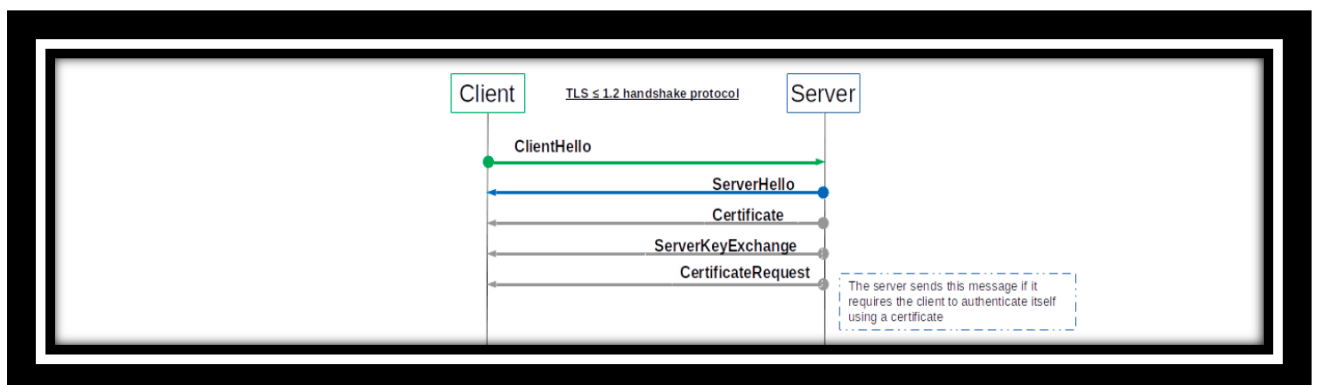 Client
TLS ≤ 1.2 handshake protocol
Server
ClientHello
ServerHello
Certificate
ServerKeyExchange
CertificateRequest
The server sends this message if it
requires the client to authenticate itself
using a certificate